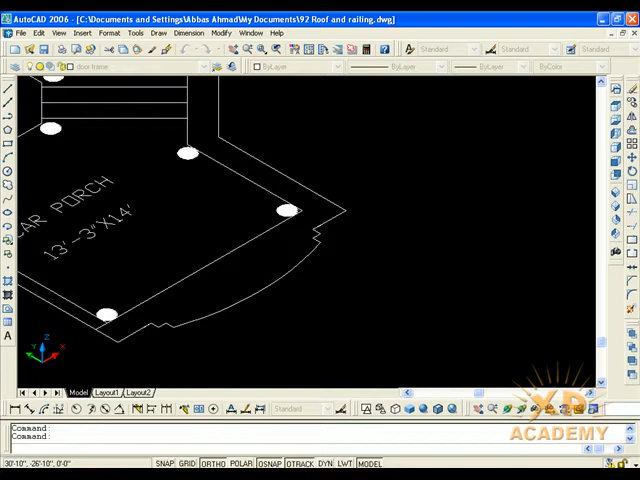 AutoCAD 2006 - [C:\Documents and Settings\Abbas Ahmad\My Documents\92 Roof and railing.dwg]
File Edit View Insert Format Tools Draw Dimension Modify Window Help
Standard Standard Standard
door frame ByLayer ByLayer ByLayer ByColor
CAR PORCH
13'-3"X14'
Z
Y X
Model Layout1 Layout2
Standard
Command:
Command:
XD
ACADEMY
30'-10", -26'-10", 0'-0" SNAP GRID ORTHO POLAR OSNAP OTRACK DYN LWT MODEL